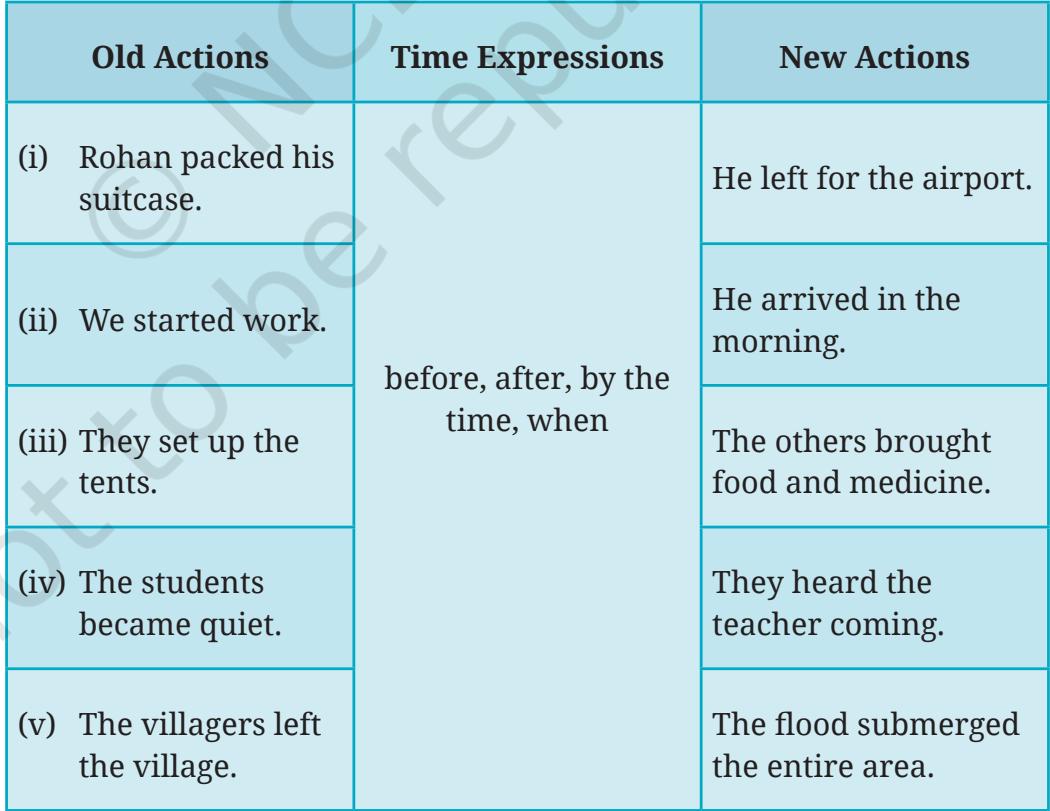 Old Actions
Time Expressions
New Actions
(i) Rohan packed his
suitcase.
He left for the airport.
(ii) We started work.
He arrived in the
morning.
before, after, by the
time, when
(iii) They set up the
tents.
The others brought
food and medicine.
(iv) The students
became quiet.
They heard the
teacher coming.
(v) The villagers left
the village.
The flood submerged
the entire area.
© NC
to be repu